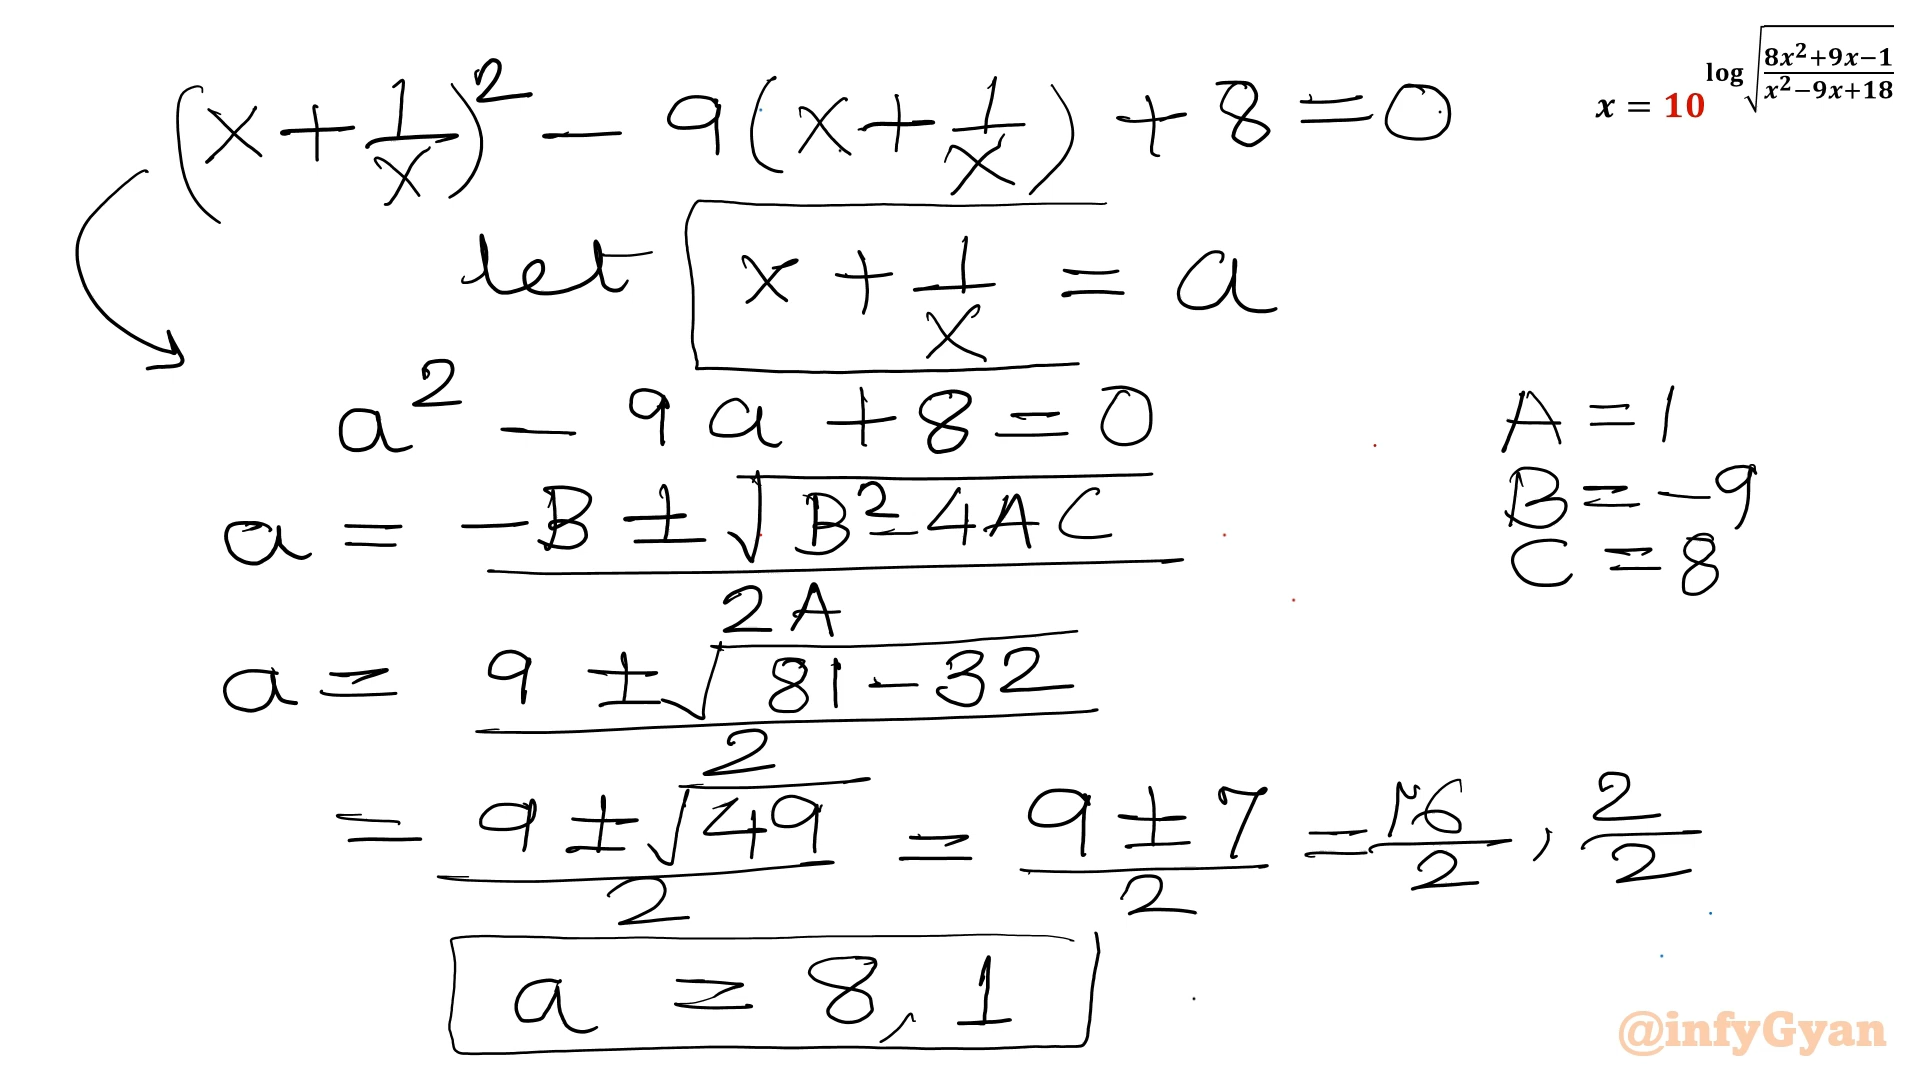 x = 10^(log√((8x²+9x−1)/(x²−9x+18)))
(x + 1/x)² − 9(x + 1/x) + 8 = 0
let x + 1/x = a
a² − 9a + 8 = 0
A = 1
a = (−B ± √(B² − 4AC))/2A
B = −9
C = 8
a = (9 ± √(81 − 32))/2
= (9 ± √49)/2 = (9 ± 7)/2 = 16/2, 2/2
a = 8, 1
@infyGyan